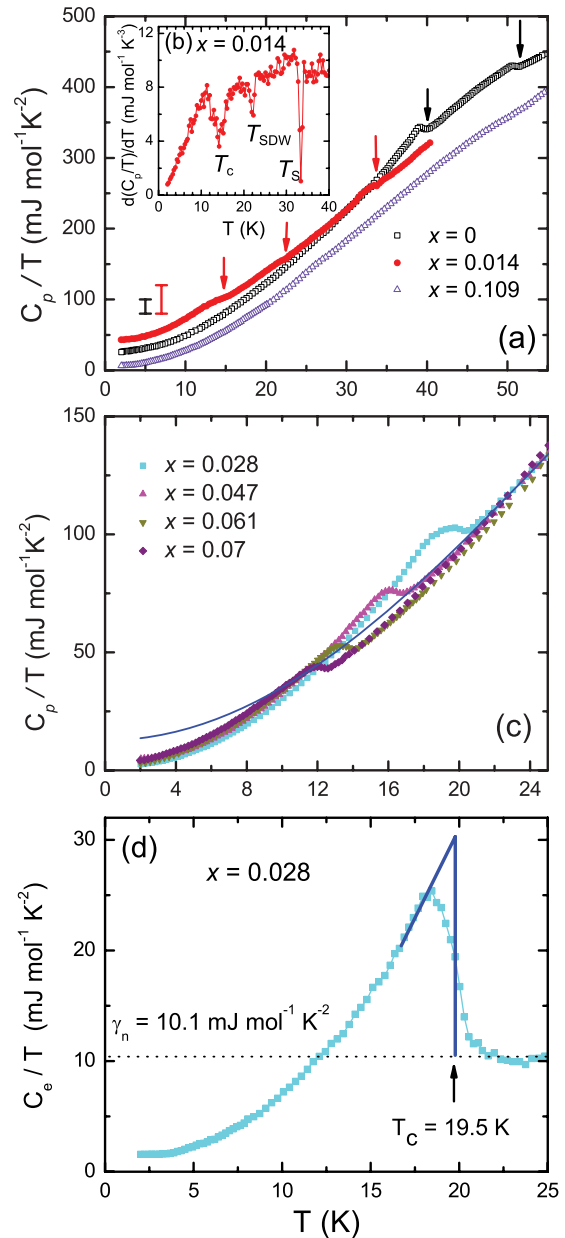 500
400
300
200
100
0
C_p / T (mJ mol⁻¹K⁻²)
(b) x = 0.014
12
8
4
0
d(C_p/T)/dT (mJ mol⁻¹ K⁻³)
T_c
T_SDW
T_S
0 10 20 30 40
T (K)
x = 0
x = 0.014
x = 0.109
(a)
0 10 20 30 40 50
150
100
50
0
C_p / T (mJ mol⁻¹K⁻²)
x = 0.028
x = 0.047
x = 0.061
x = 0.07
(c)
0 4 8 12 16 20 24
30
20
10
0
C_e / T (mJ mol⁻¹ K⁻²)
(d)
x = 0.028
γ_n = 10.1 mJ mol⁻¹ K⁻²
T_C = 19.5 K
0 5 10 15 20 25
T (K)